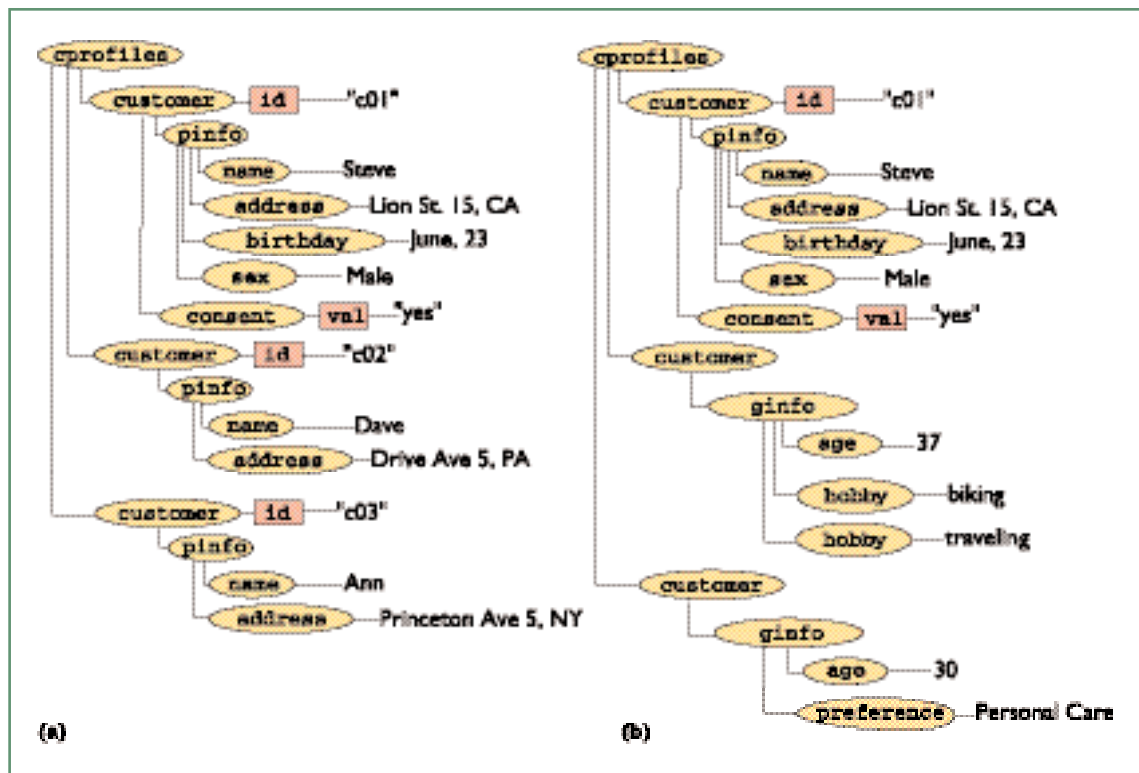 cprofiles
customer id "c01"
pinfo
name Steve
address Lion St. 15, CA
birthday June, 23
sex Male
consent val "yes"
customer id "c02"
pinfo
name Dave
address Drive Ave 5, PA
customer id "c03"
pinfo
name Ann
address Princeton Ave 5, NY
(a)
cprofiles
customer id "c01"
pinfo
name Steve
address Lion St. 15, CA
birthday June, 23
sex Male
consent val "yes"
customer
ginfo
age 37
hobby biking
hobby traveling
customer
ginfo
age 30
preference Personal Care
(b)